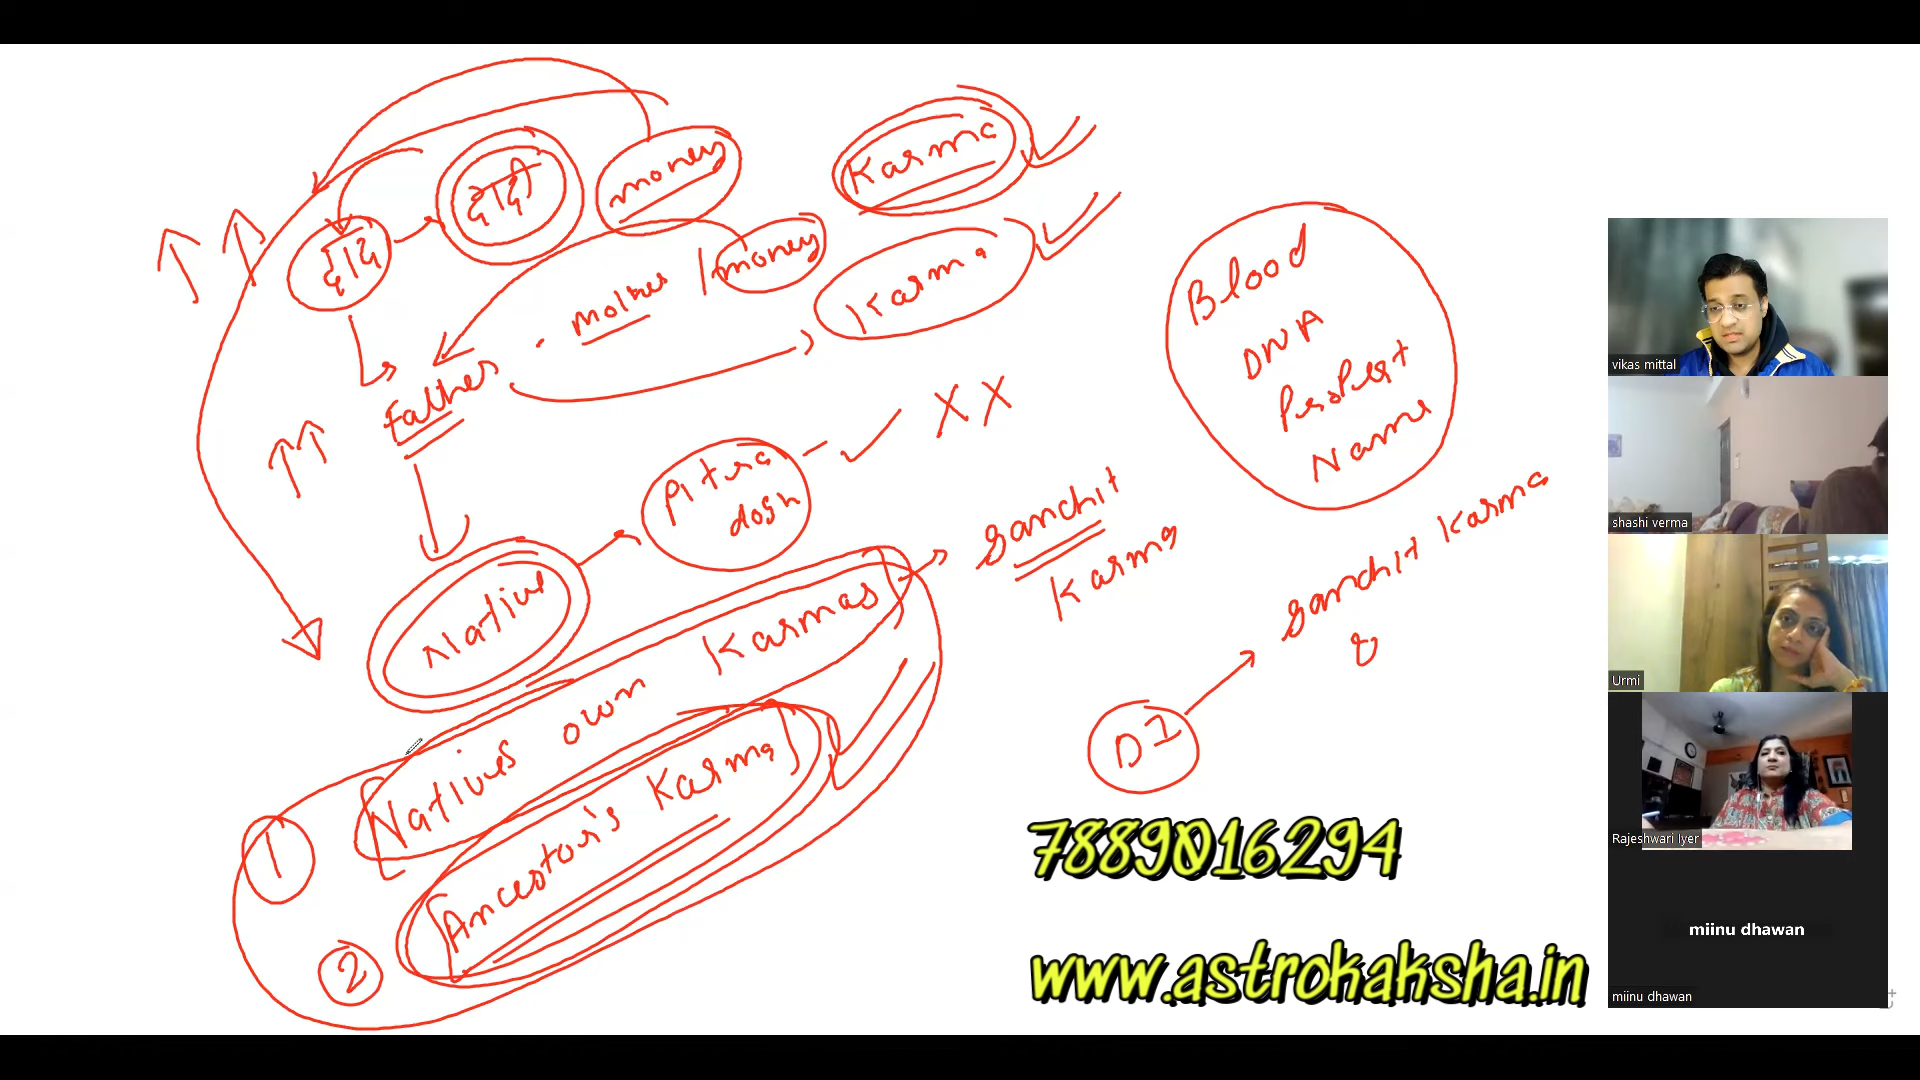 Karma
दादी
money
दादा
mother / money
Karma
Blood
DNA
Father
Name
Pitra
dosh
Sanchit
Karma
Native
Sanchit Karma
&
D1
1
Natives own Karmas
2
Ancestor's Karma
7889016294
www.astrokaksha.in
vikas mittal
shashi verma
Urmi
Rajeshwari Iyer
miinu dhawan
miinu dhawan